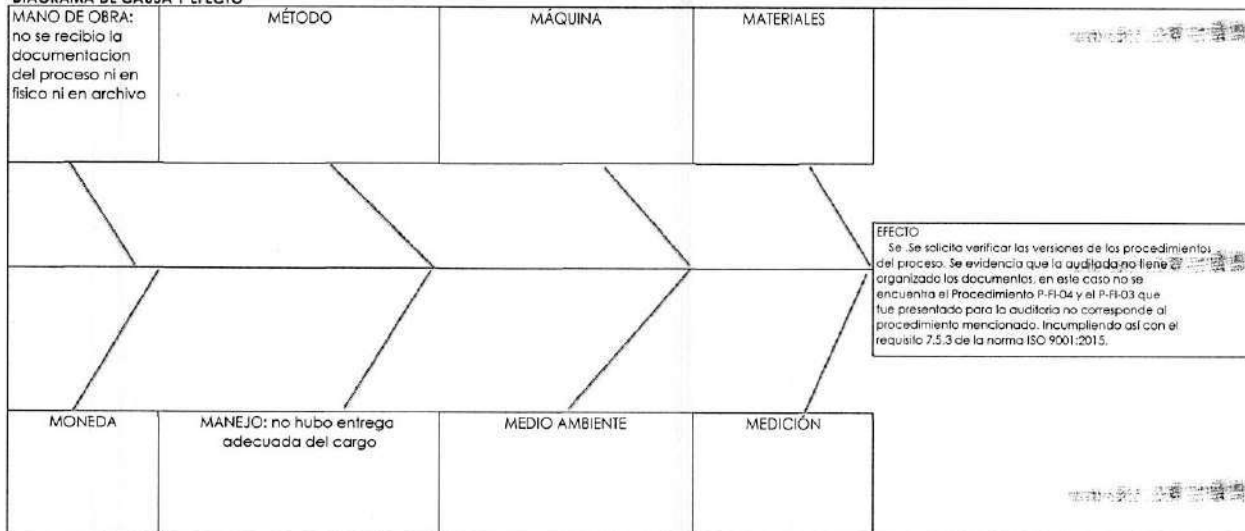 DIAGRAMA DE CAUSA Y EFECTO
MANO DE OBRA:
no se recibio la
documentacion
del proceso ni en
fisico ni en archivo
MÉTODO
MÁQUINA
MATERIALES
EFECTO
Se .Se solicita verificar las versiones de los procedimientos
del proceso. Se evidencia que la auditada no tiene
organizado los documentos, en este caso no se
encuentra el Procedimiento P-FI-04 y el P-FI-03 que
fue presentado para la auditoria no corresponde al
procedimiento mencionado. Incumpliendo así con el
requisito 7.5.3 de la norma ISO 9001:2015.
MONEDA
MANEJO: no hubo entrega
adecuada del cargo
MEDIO AMBIENTE
MEDICIÓN